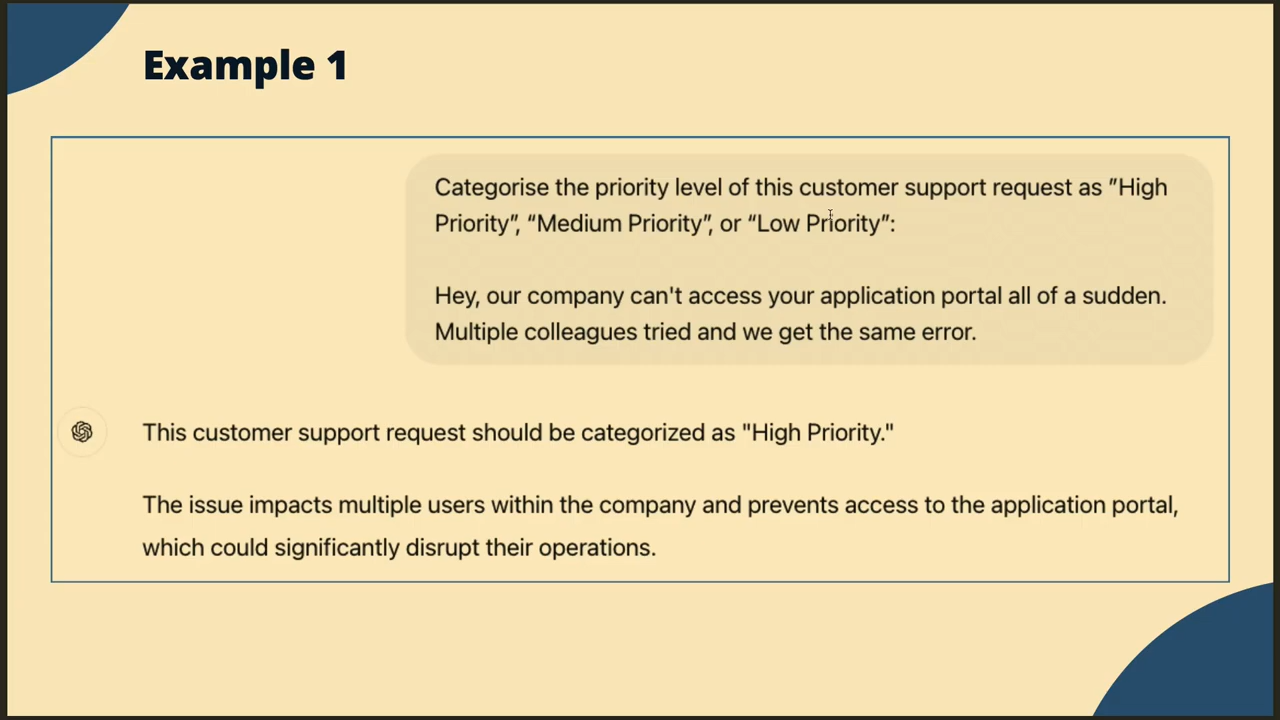 Example 1
Categorise the priority level of this customer support request as ”High
Priority”, “Medium Priority”, or “Low Priority”:
Hey, our company can't access your application portal all of a sudden.
Multiple colleagues tried and we get the same error.
This customer support request should be categorized as "High Priority."
The issue impacts multiple users within the company and prevents access to the application portal,
which could significantly disrupt their operations.